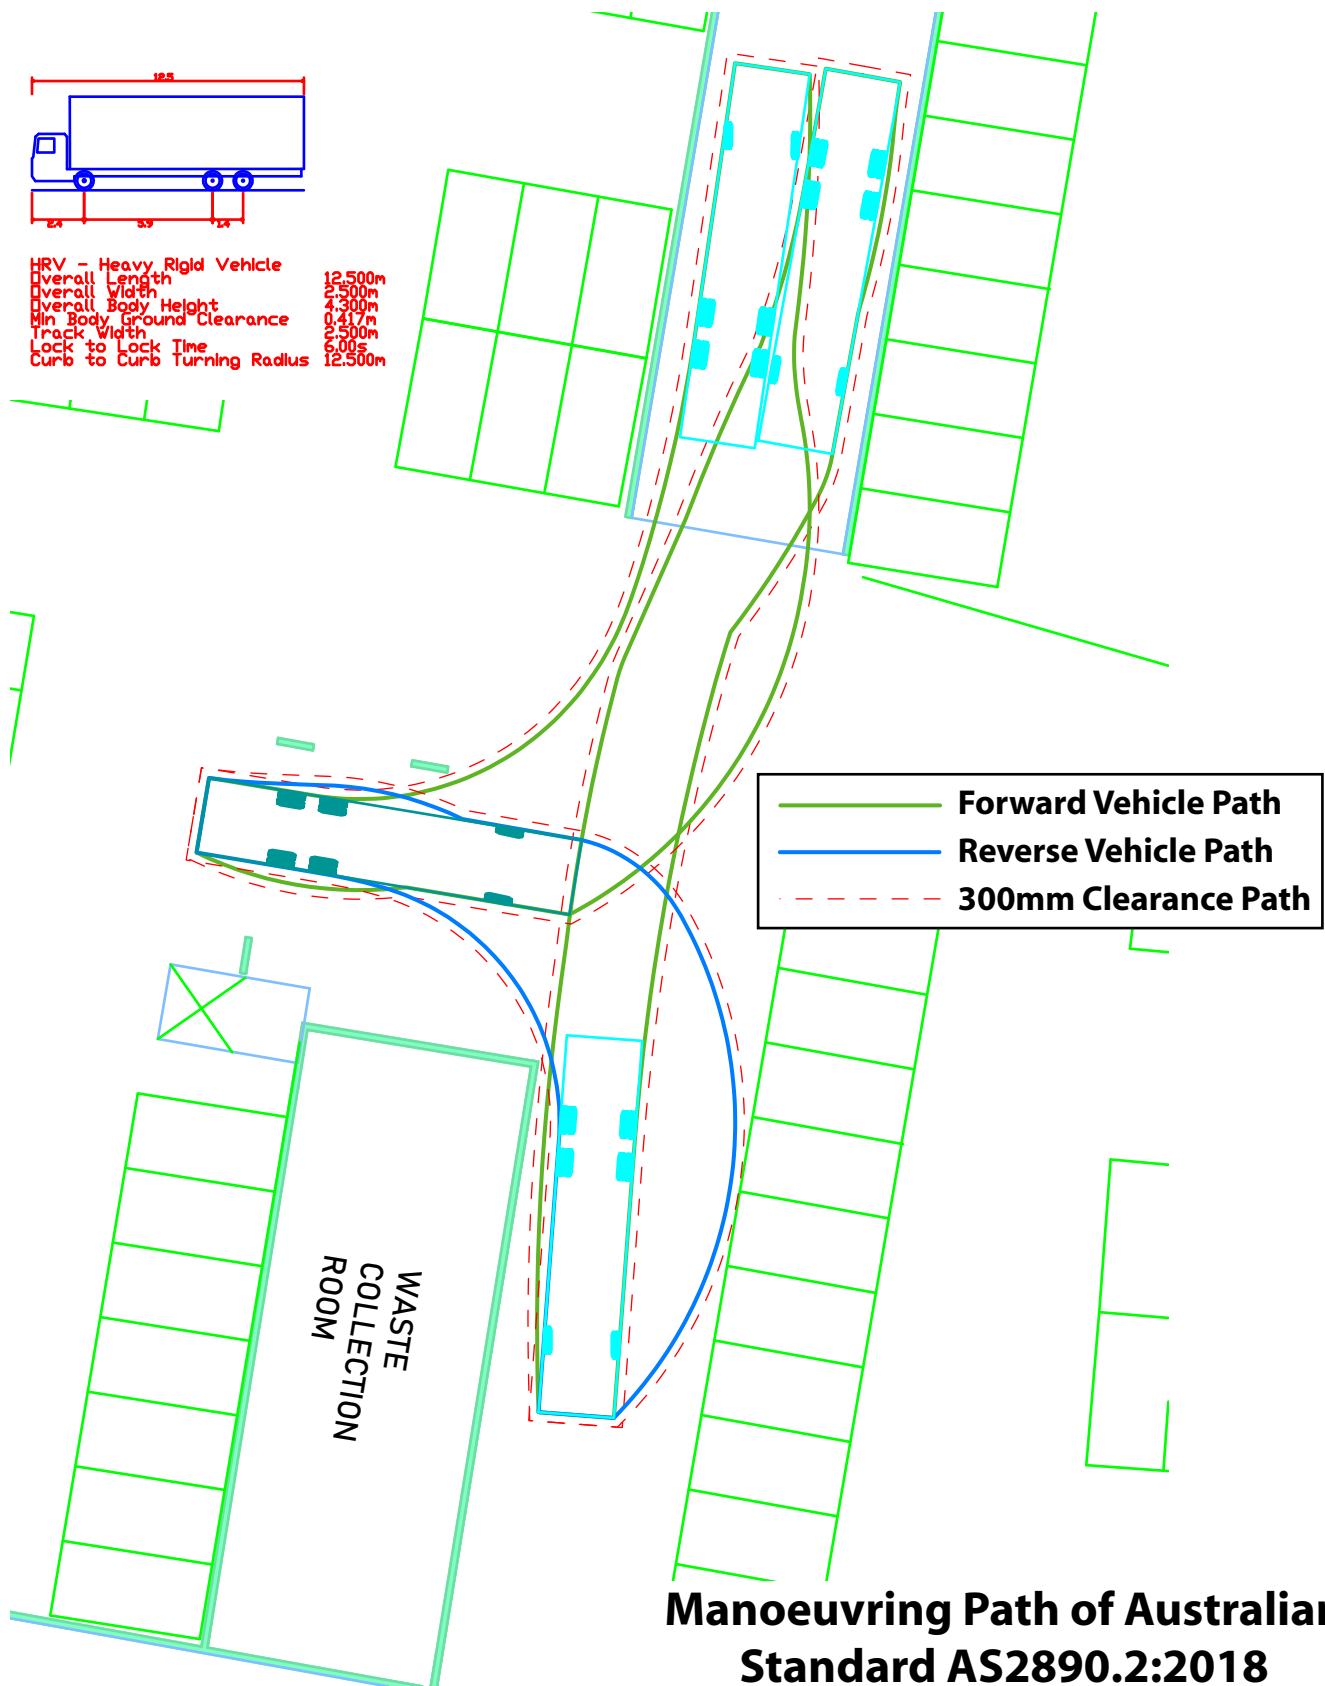 12.5
2.4 5.9 1.4
HRV - Heavy Rigid Vehicle
Overall Length 12.500m
Overall Width 2.500m
Overall Body Height 4.300m
Min Body Ground Clearance 0.417m
Track Width 2.500m
Lock to Lock Time 6.00s
Curb to Curb Turning Radius 12.500m
Forward Vehicle Path
Reverse Vehicle Path
300mm Clearance Path
WASTE
COLLECTION
ROOM
Manoeuvring Path of Australian
Standard AS2890.2:2018